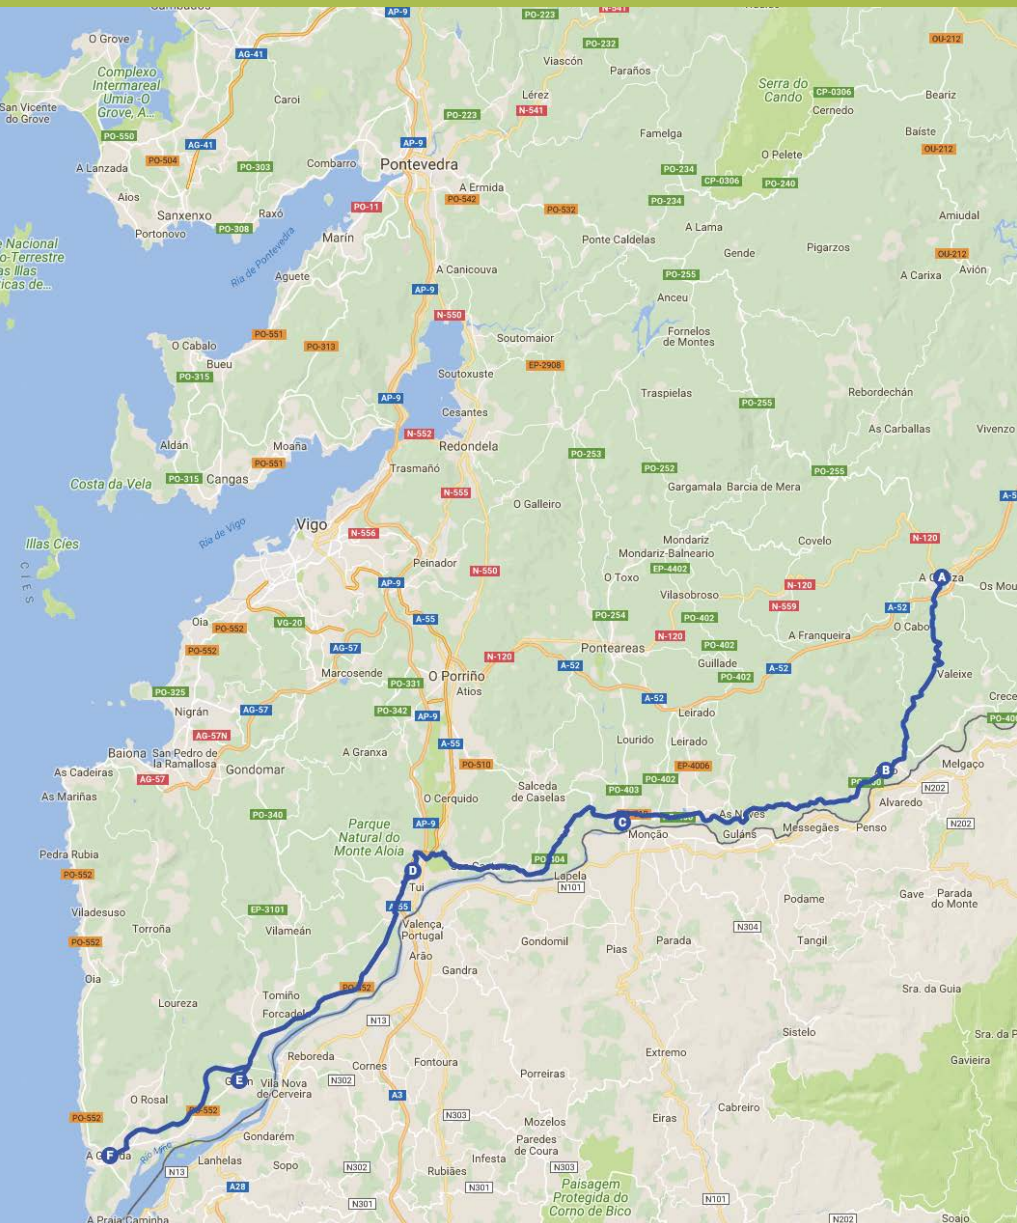 AP-9
PO-223
N-541
OU-212
O Grove
PO-232
AG-41
Viascón
Complexo
Intermareal
Umia -O
Grove, A...
Paraños
Serra do
Cando
CP-0306
Beariz
Caroi
Lérez
San Vicente
do Grove
PO-223
N-541
Cernedo
PO-550
Famelga
Baíste
AG-41
AP-9
OU-212
PO-504
PO-303
Combarro
Pontevedra
O Pelete
A Lanzada
PO-234
CP-0306
PO-240
Aios
A Ermida
PO-542
PO-234
Sanxenxo
Raxó
PO-11
PO-532
Amiudal
Portonovo
PO-308
A Lama
Marín
Ponte Caldelas
Pigarzos
Ría de Pontevedra
Gende
OU-212
A Canicouva
A Carixa
Avión
Aguete
PO-255
AP-9
Anceu
N-550
PO-551
Soutomaior
Fornelos
de Montes
O Cabalo
PO-313
Bueu
EP-2908
PO-315
Soutoxuste
Traspielas
Rebordechán
AP-9
PO-255
Cesantes
As Carballas
Vivenzo
N-552
Aldán
Moaña
Redondela
PO-253
PO-551
Trasmañó
PO-252
PO-255
Costa da Vela
PO-315
Cangas
Gargamala
Barcia de Mera
N-555
O Galleiro
Vigo
Ría de Vigo
N-556
N-120
Illas Cíes
CIES
Mondariz
Mondariz-Balneario
Covelo
Peinador
N-550
EP-4402
AP-9
O Toxo
A
Vilasobroso
N-120
Os Mou
N-559
A-52
Oia
PO-552
VG-20
A-55
PO-254
PO-402
O Cabo
N-120
A Franqueira
PO-552
AG-57
Ponteareas
PO-402
N-120
A-52
Guillade
A-52
Marcosende
O Porriño
PO-402
Valeixe
PO-325
PO-331
Atios
A-52
Crece
Nigrán
AG-57
PO-342
AP-9
Leirado
AG-57N
A-55
Lourido
Leirado
Baiona
San Pedro de
la Ramallosa
A Granxa
PO-510
EP-4006
B
Melgaço
As Cadeiras
AG-57
Gondomar
PO-402
Salceda
de Caselas
PO-403
N202
As Mariñas
O Cerquido
Alvaredo
PO-340
AP-9
C
Monção
Guláns
Messegães
Penso
N202
Parque
Natural do
Monte Aloia
Pedra Rubia
PO-552
D
Lapela
Tui
N101
Gave
Parada
do Monte
Podame
Viladesuso
EP-3101
Valença,
Portugal
N304
Torroña
Vilameán
Gondomil
Pias
Parada
Tangil
PO-552
Arão
Gandra
Oia
Sra. da Guia
Tomiño
Loureza
N13
Sistelo
Reboreda
Extremo
Gavieira
Cornes
Fontoura
E
Vila Nova
de Cerveira
N302
Porreiras
O Rosal
A3
Cabreiro
PO-552
N303
Eiras
Mozelos
Gondarém
Paredes
de Coura
F
Río Miño
Lanhelas
Sopo
N302
Infesta
N303
N13
Rubiães
A28
N301
Paisagem
Protegida do
Corno de Bico
N301
N101
A Praia
Caminha
N202
Soajo